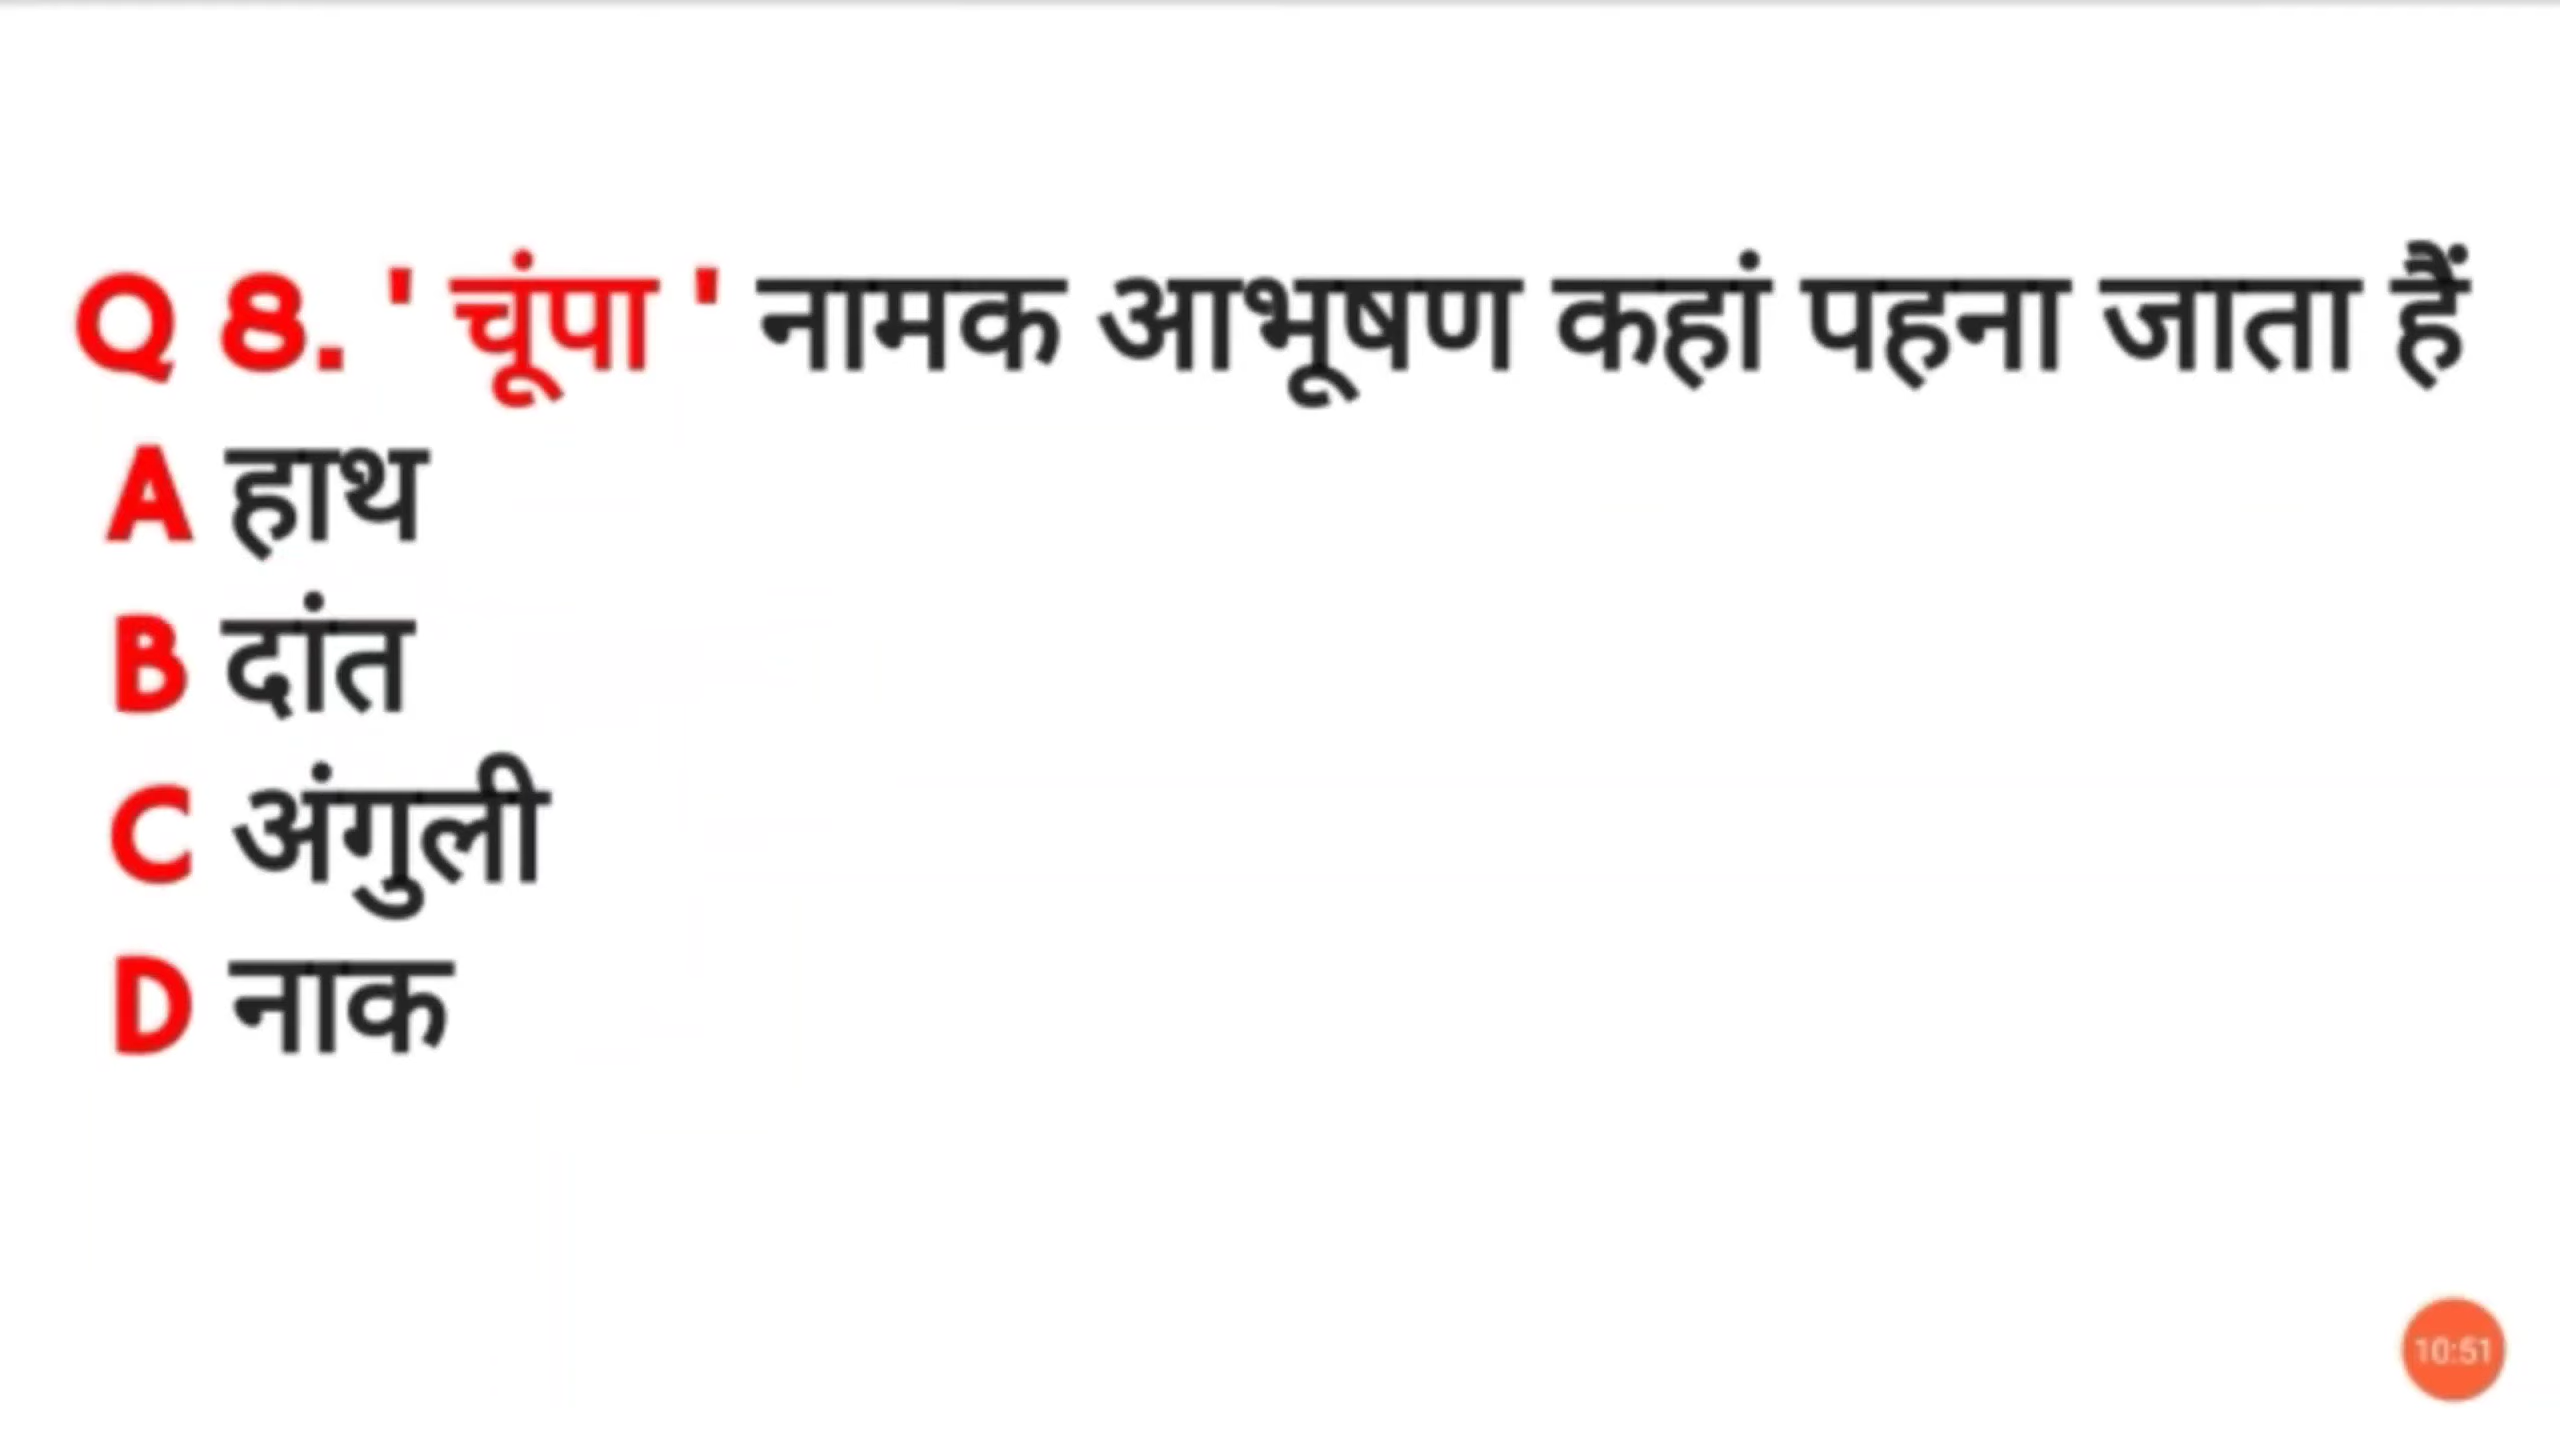 Q 8. ' चूंपा ' नामक आभूषण कहां पहना जाता हैं
A हाथ
B दांत
C अंगुली
D नाक
10:51